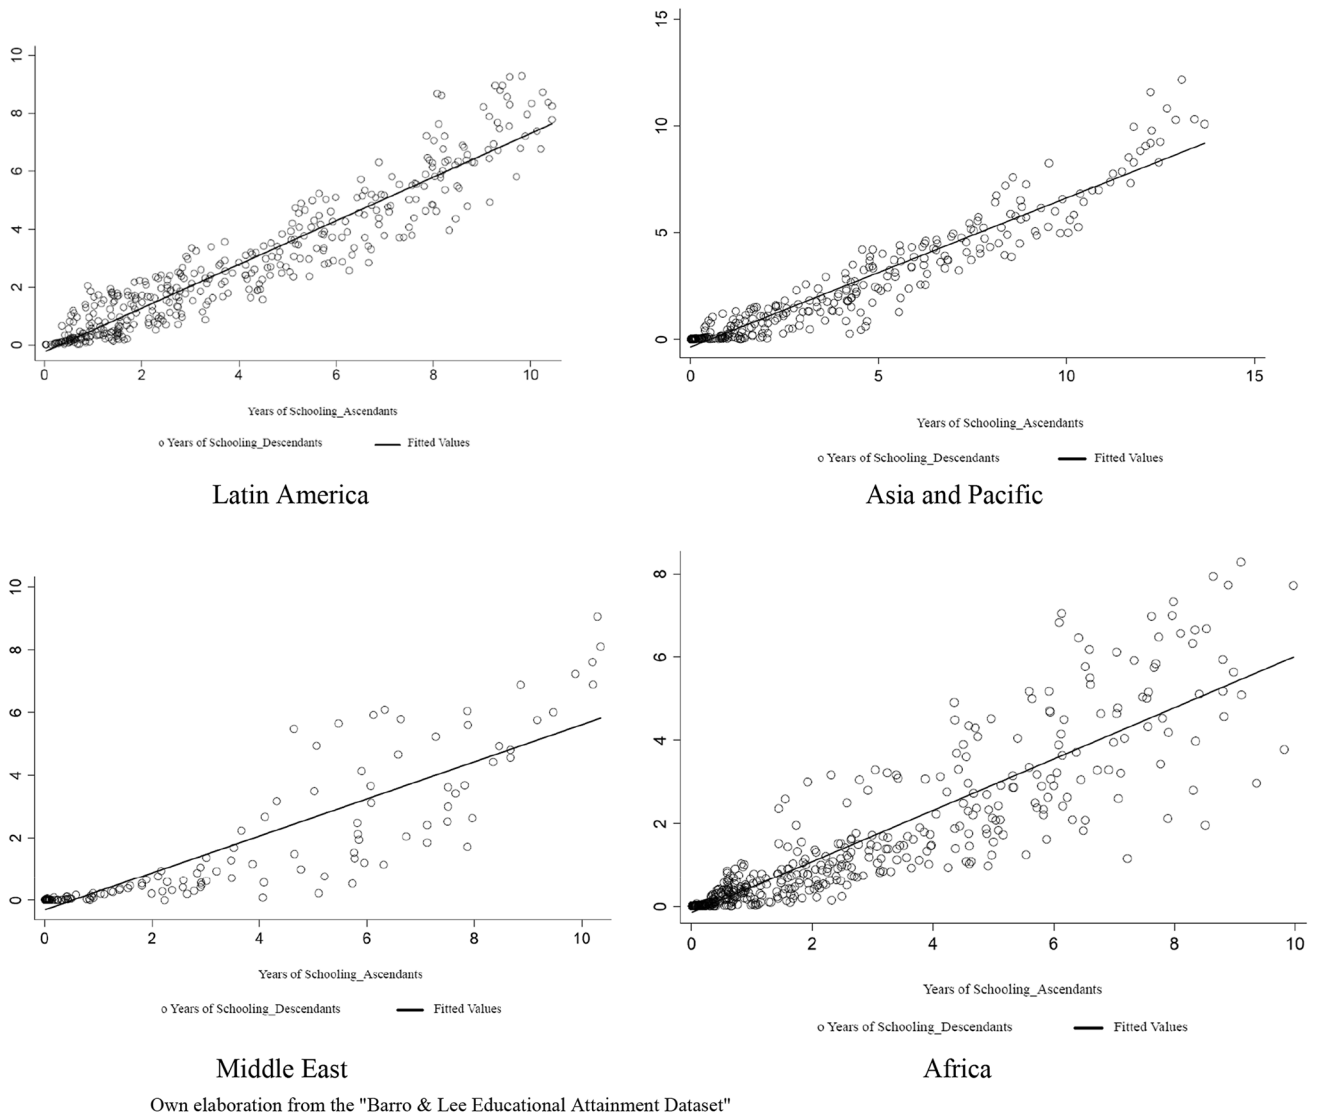 10
8
6
4
2
0
0 2 4 6 8 10
Years of Schooling_Ascendants
o Years of Schooling_Descendants Fitted Values
Latin America
15
10
5
0
0 5 10 15
Years of Schooling_Ascendants
o Years of Schooling_Descendants Fitted Values
Asia and Pacific
10
8
6
4
2
0
0 2 4 6 8 10
Years of Schooling_Ascendants
o Years of Schooling_Descendants Fitted Values
Middle East
8
6
4
2
0
0 2 4 6 8 10
Years of Schooling_Ascendants
o Years of Schooling_Descendants Fitted Values
Africa
Own elaboration from the "Barro & Lee Educational Attainment Dataset"